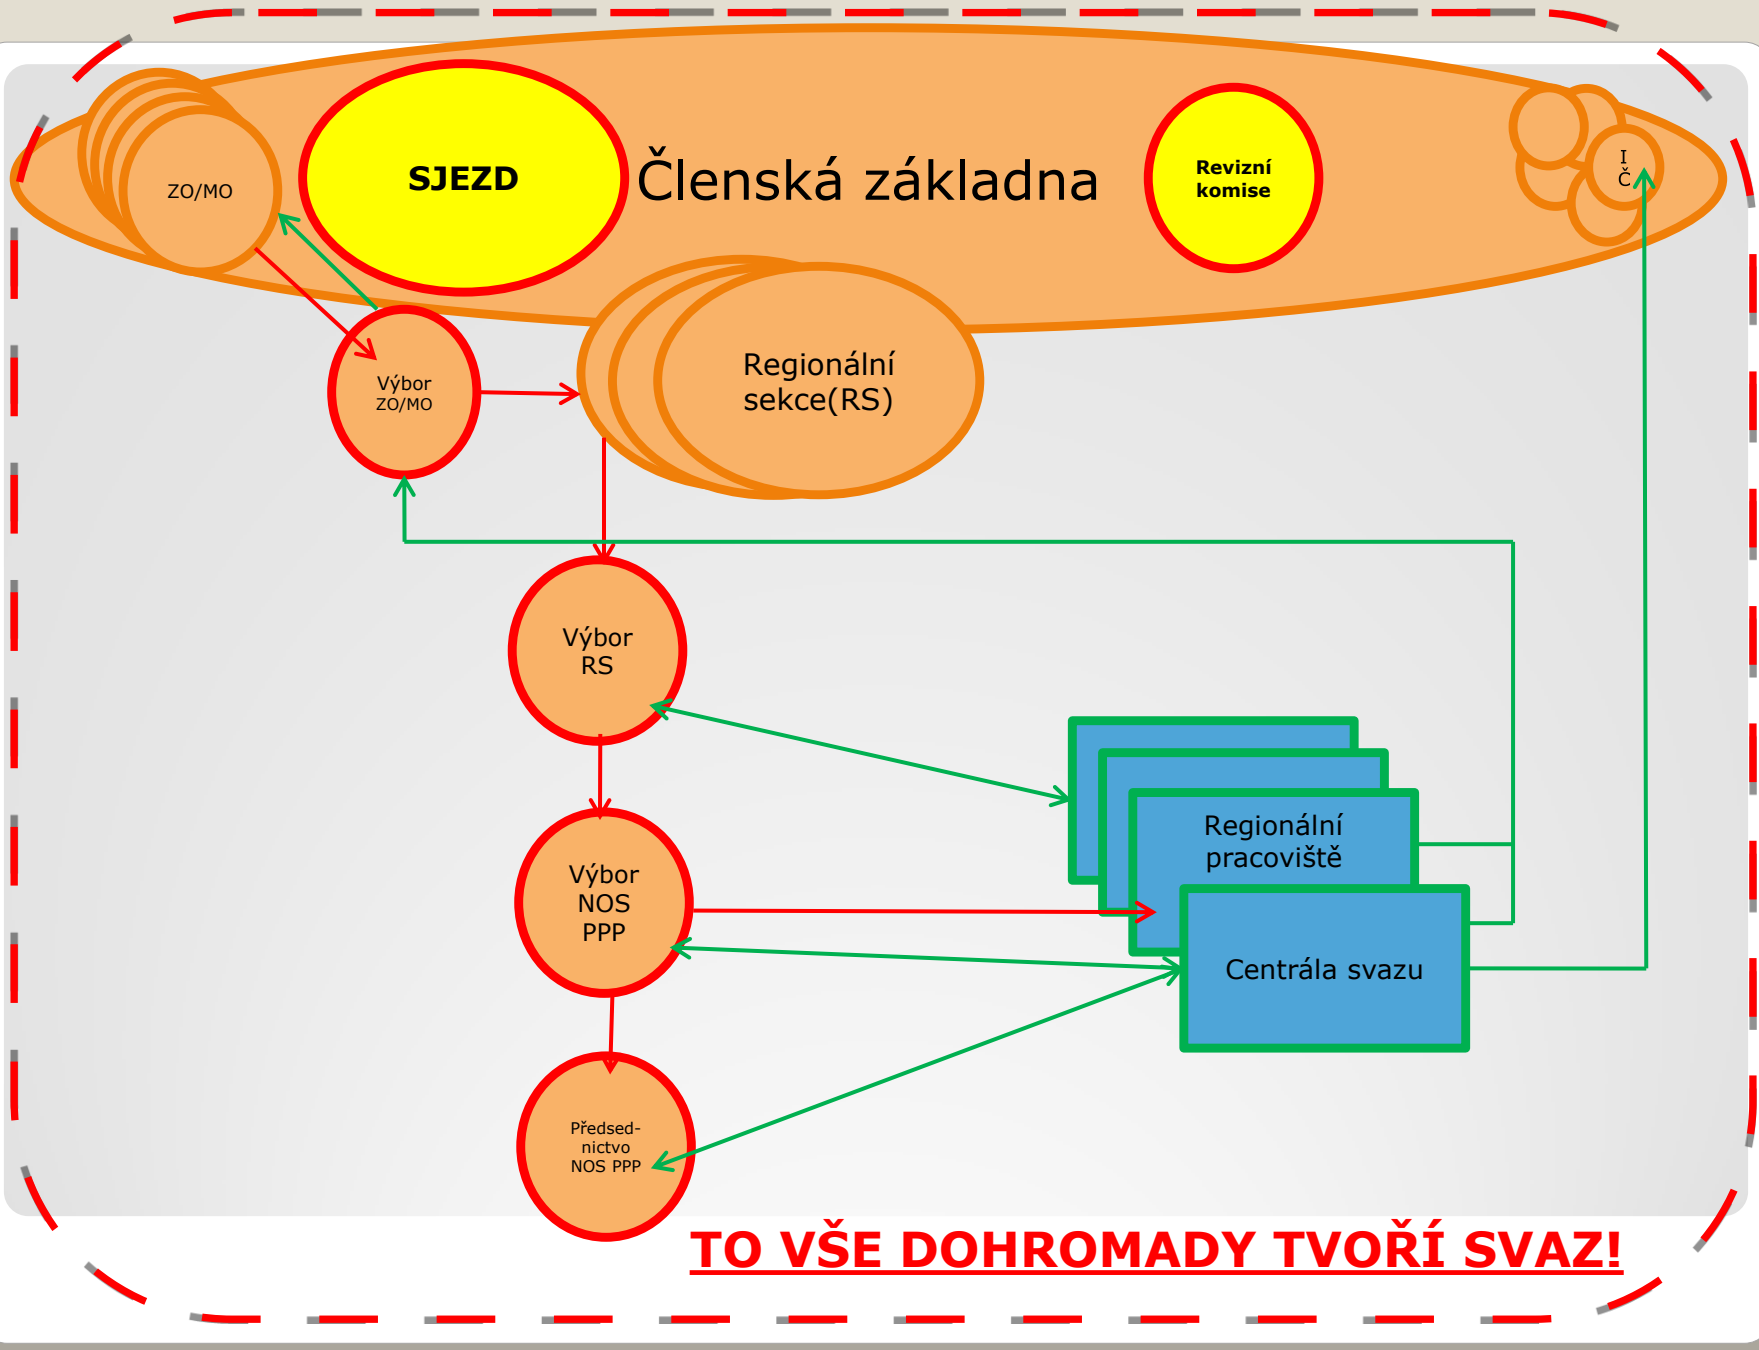 ZO/MO
SJEZD
Členská základna
Revizní
komise
I
Č
Výbor
ZO/MO
Regionální
sekce(RS)
Výbor
RS
Regionální
pracoviště
Výbor
NOS
PPP
Centrála svazu
Předsed-
nictvo
NOS PPP
TO VŠE DOHROMADY TVOŘÍ SVAZ!